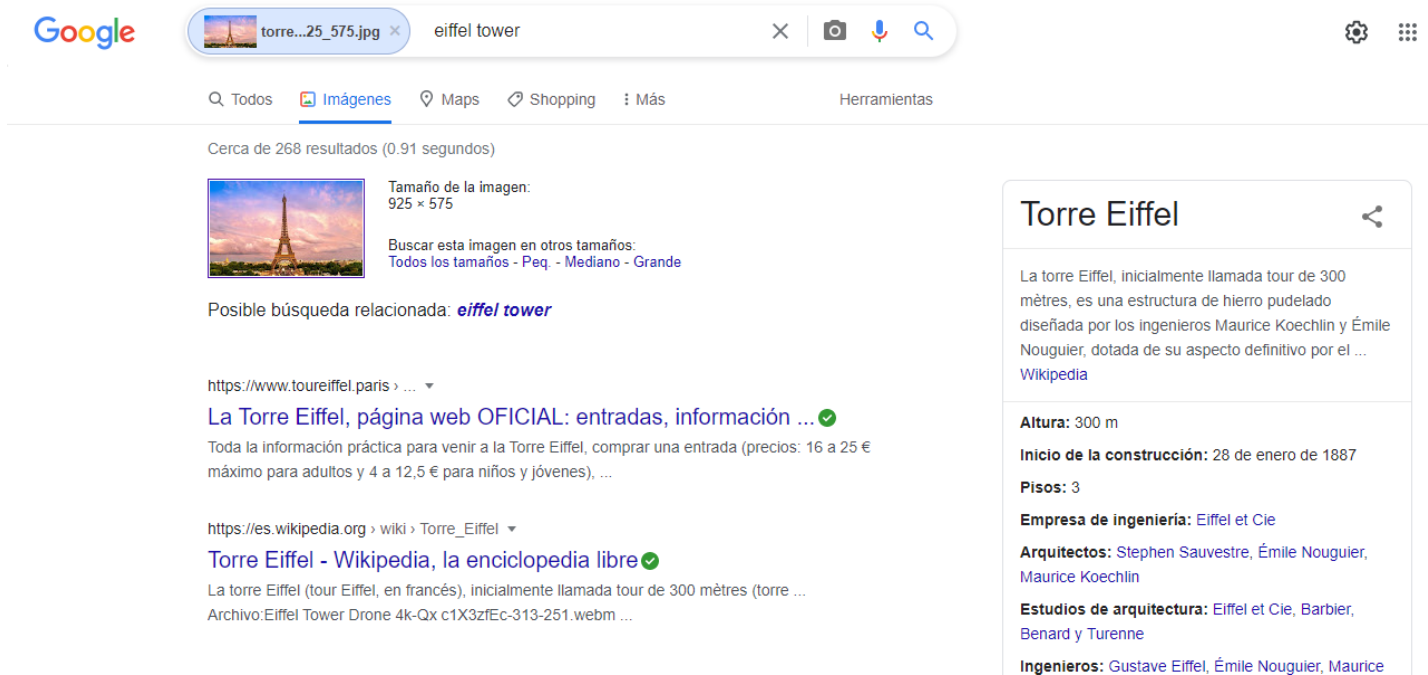 Google
torre...25_575.jpg × eiffel tower
Todos Imágenes Maps Shopping Más Herramientas
Cerca de 268 resultados (0.91 segundos)
Tamaño de la imagen:
925 × 575
Buscar esta imagen en otros tamaños:
Todos los tamaños - Peq. - Mediano - Grande
Posible búsqueda relacionada: eiffel tower
https://www.toureiffel.paris › ...
La Torre Eiffel, página web OFICIAL: entradas, información ...
Toda la información práctica para venir a la Torre Eiffel, comprar una entrada (precios: 16 a 25 €
máximo para adultos y 4 a 12,5 € para niños y jóvenes), ...
https://es.wikipedia.org › wiki › Torre_Eiffel
Torre Eiffel - Wikipedia, la enciclopedia libre
La torre Eiffel (tour Eiffel, en francés), inicialmente llamada tour de 300 mètres (torre ...
Archivo:Eiffel Tower Drone 4k-Qx c1X3zfEc-313-251.webm ...
Torre Eiffel
La torre Eiffel, inicialmente llamada tour de 300
mètres, es una estructura de hierro pudelado
diseñada por los ingenieros Maurice Koechlin y Émile
Nouguier, dotada de su aspecto definitivo por el ...
Wikipedia
Altura: 300 m
Inicio de la construcción: 28 de enero de 1887
Pisos: 3
Empresa de ingeniería: Eiffel et Cie
Arquitectos: Stephen Sauvestre, Émile Nouguier,
Maurice Koechlin
Estudios de arquitectura: Eiffel et Cie, Barbier,
Benard y Turenne
Ingenieros: Gustave Eiffel, Émile Nouguier, Maurice